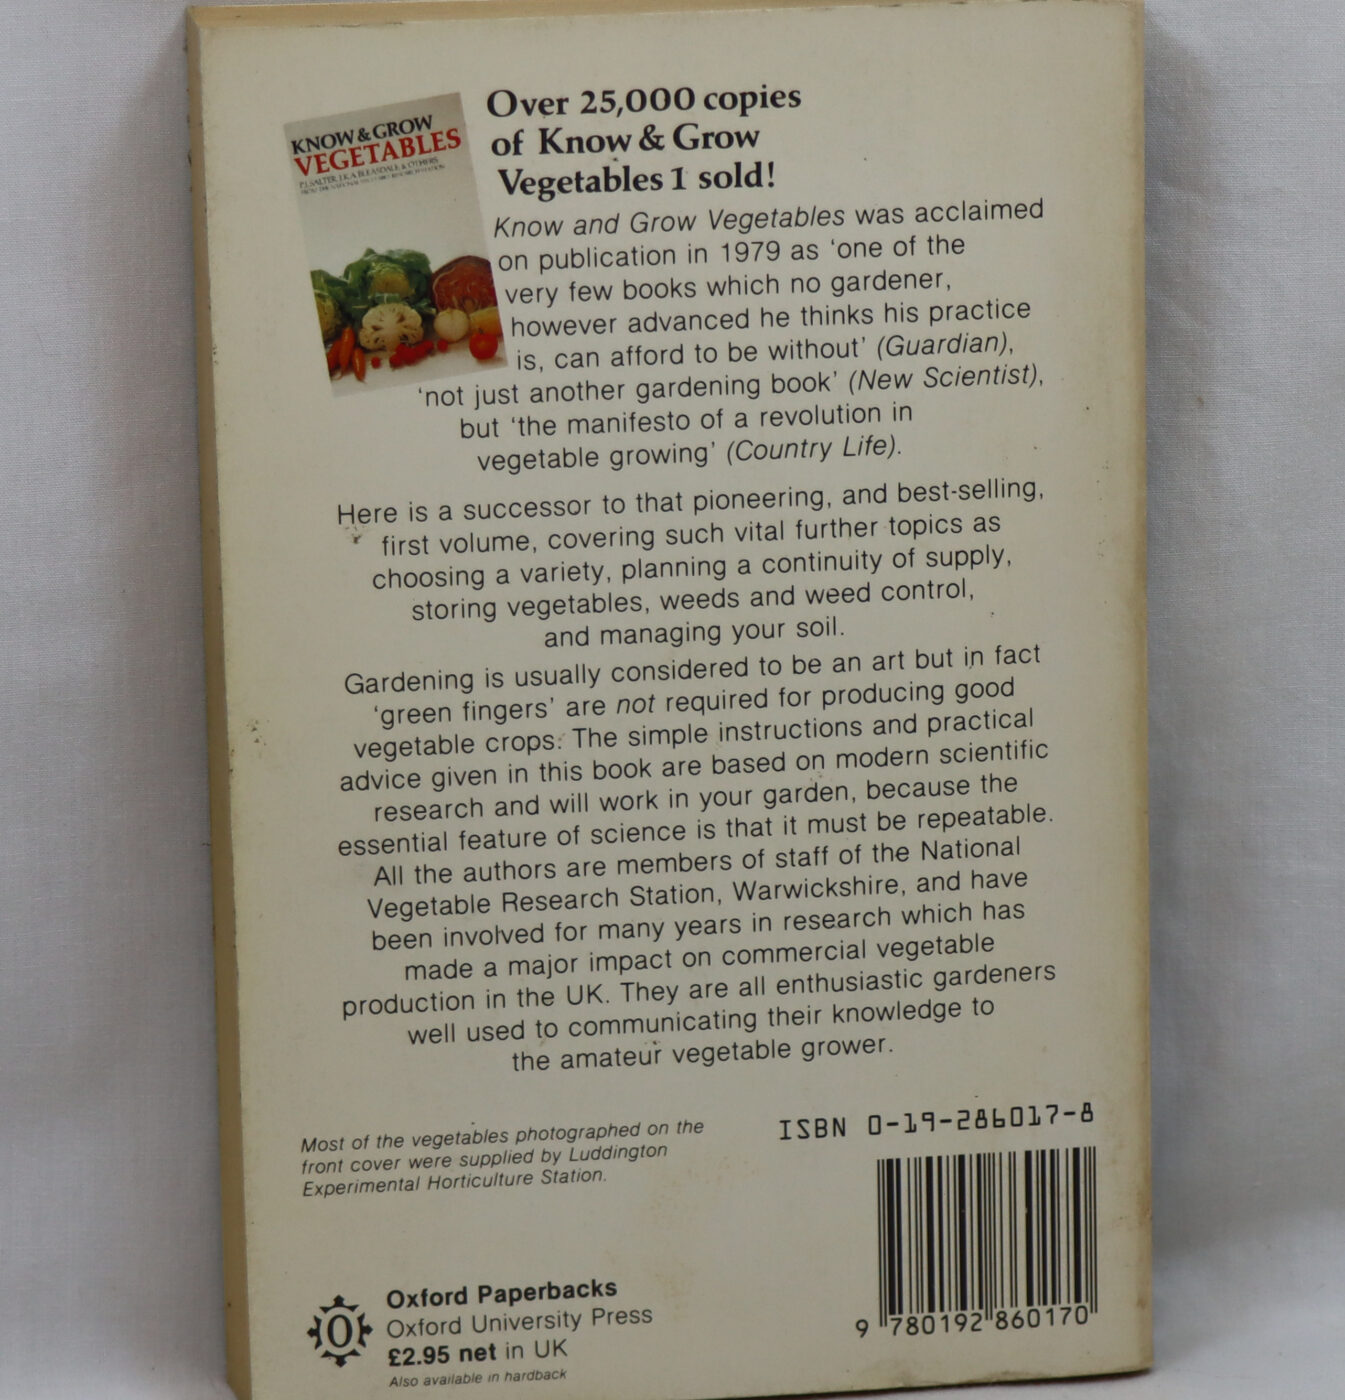 KNOW & GROW
VEGETABLES
P.J. SALTER, J.K.A. BLEASDALE & OTHERS
FROM THE NATIONAL VEGETABLE RESEARCH STATION
Over 25,000 copies
of Know & Grow
Vegetables 1 sold!
Know and Grow Vegetables was acclaimed
on publication in 1979 as ‘one of the
very few books which no gardener,
however advanced he thinks his practice
is, can afford to be without’ (Guardian),
‘not just another gardening book’ (New Scientist),
but ‘the manifesto of a revolution in
vegetable growing’ (Country Life).
Here is a successor to that pioneering, and best-selling,
first volume, covering such vital further topics as
choosing a variety, planning a continuity of supply,
storing vegetables, weeds and weed control,
and managing your soil.
Gardening is usually considered to be an art but in fact
‘green fingers’ are not required for producing good
vegetable crops. The simple instructions and practical
advice given in this book are based on modern scientific
research and will work in your garden, because the
essential feature of science is that it must be repeatable.
All the authors are members of staff of the National
Vegetable Research Station, Warwickshire, and have
been involved for many years in research which has
made a major impact on commercial vegetable
production in the UK. They are all enthusiastic gardeners
well used to communicating their knowledge to
the amateur vegetable grower.
Most of the vegetables photographed on the
front cover were supplied by Luddington
Experimental Horticulture Station.
ISBN 0-19-286017-8
9 780192 860170
O
Oxford Paperbacks
Oxford University Press
£2.95 net in UK
Also available in hardback